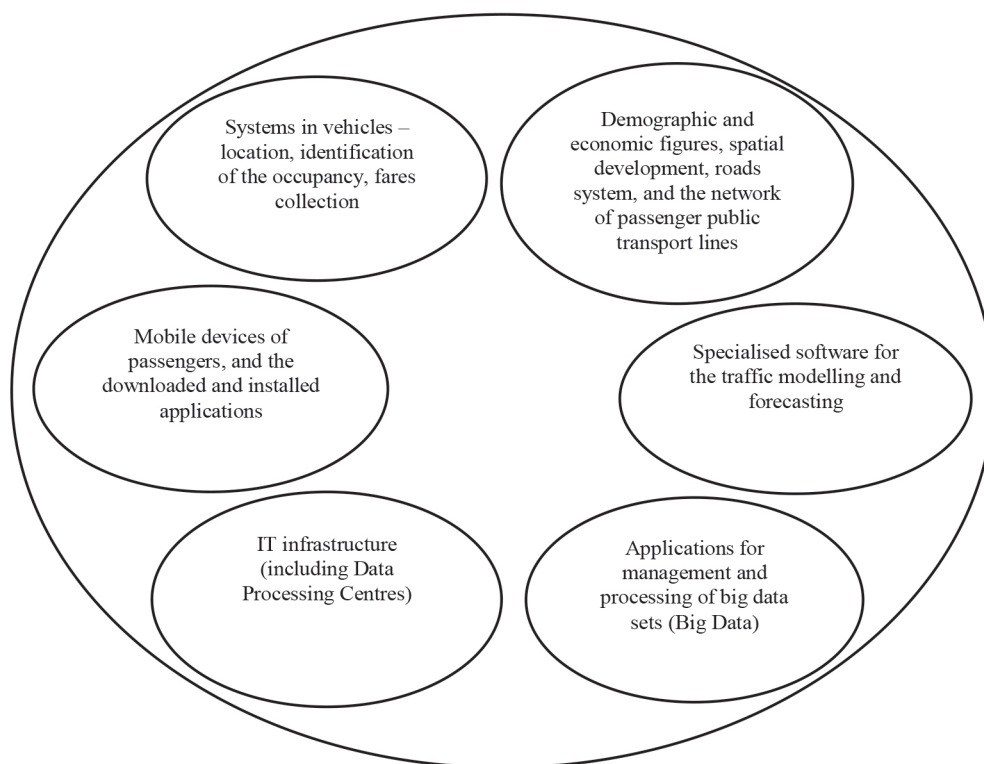 Systems in vehicles –
location, identification
of the occupancy, fares
collection
Demographic and
economic figures, spatial
development, roads
system, and the network
of passenger public
transport lines
Mobile devices of
passengers, and the
downloaded and installed
applications
Specialised software for
the traffic modelling and
forecasting
IT infrastructure
(including Data
Processing Centres)
Applications for
management and
processing of big data
sets (Big Data)